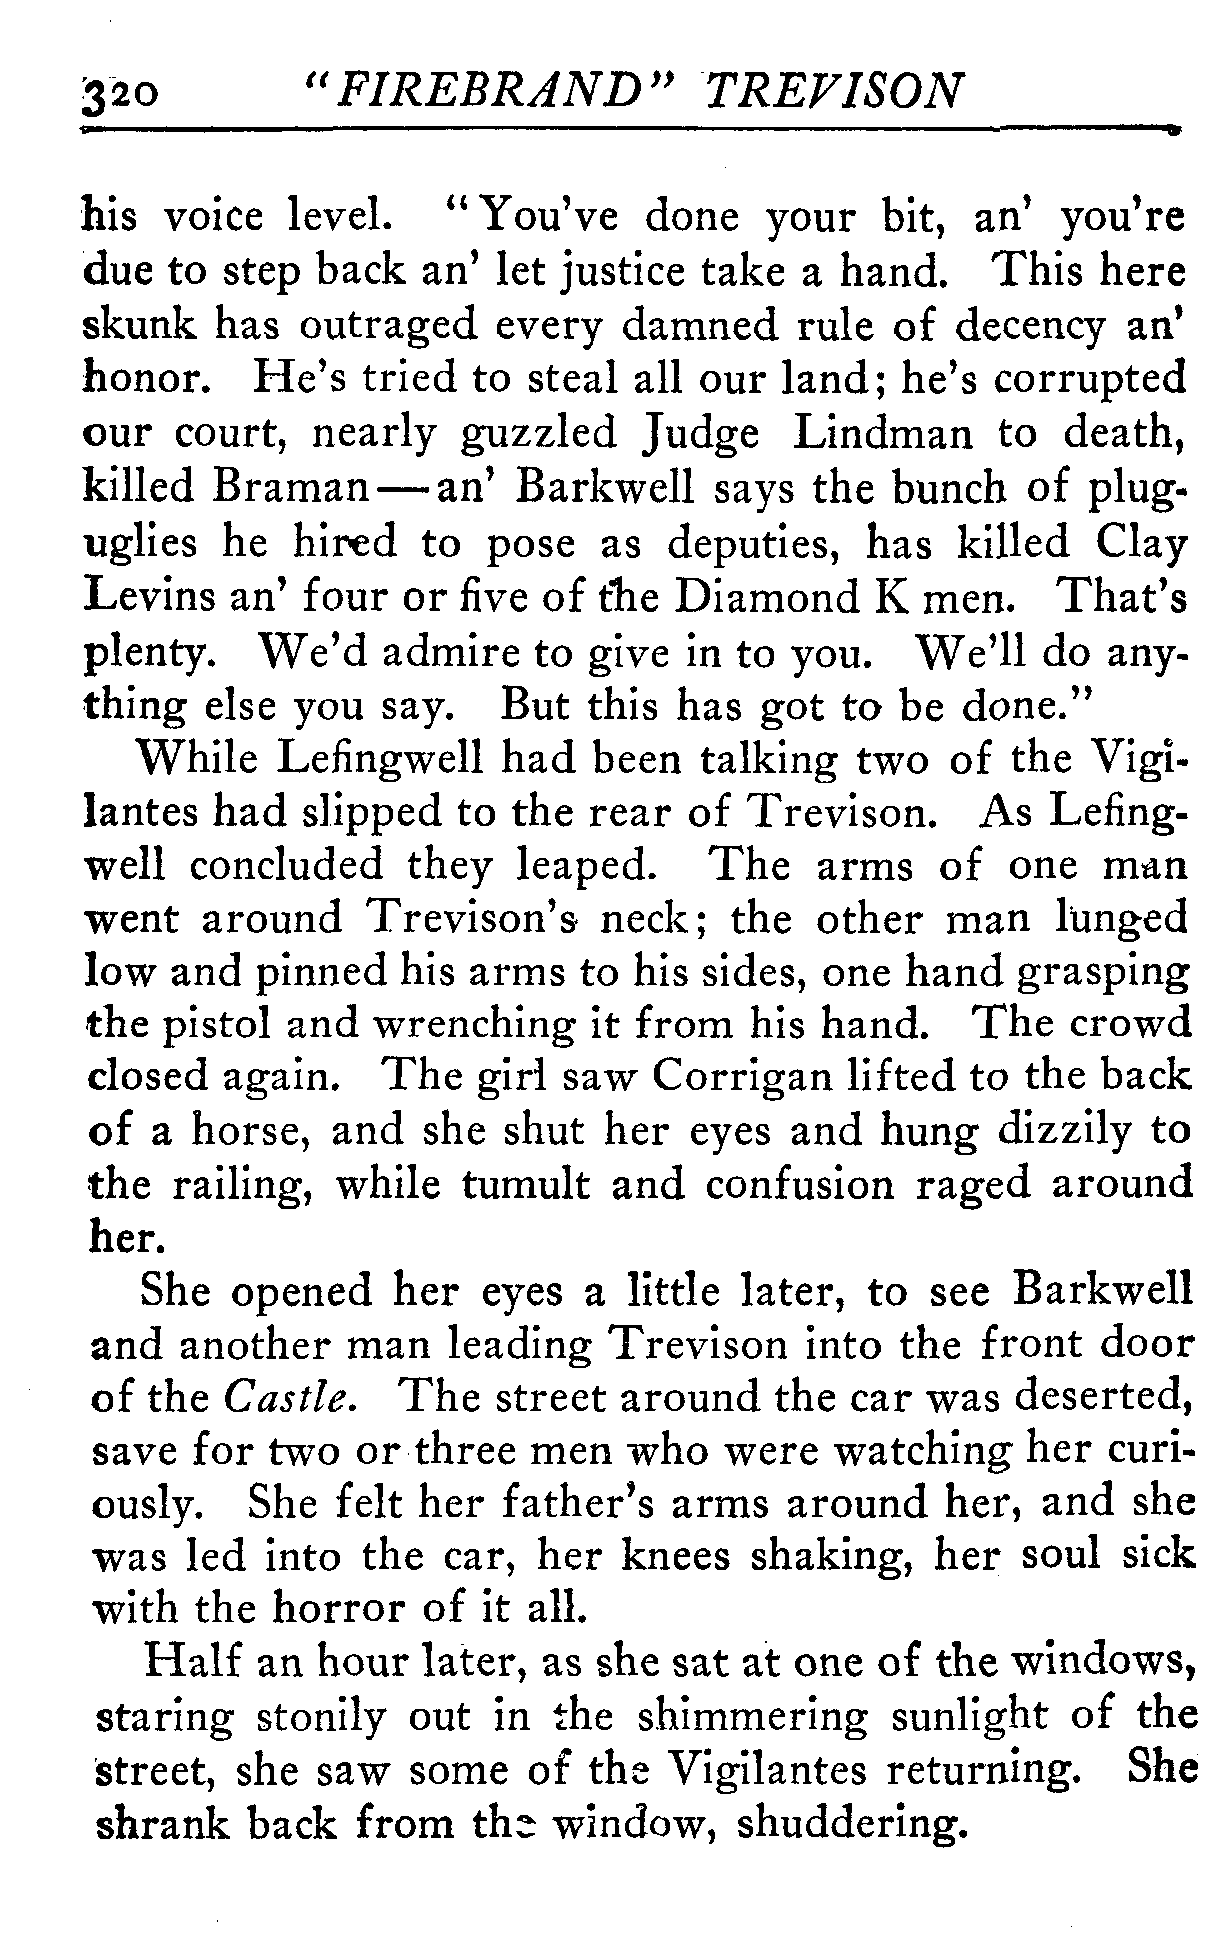 320 "FIREBRAND" TREVISON
his voice level. "You've done your bit, an' you're
due to step back an' let justice take a hand. This here
skunk has outraged every damned rule of decency an'
honor. He's tried to steal all our land; he's corrupted
our court, nearly guzzled Judge Lindman to death,
killed Braman—an' Barkwell says the bunch of plug-
uglies he hired to pose as deputies, has killed Clay
Levins an' four or five of the Diamond K men. That's
plenty. We'd admire to give in to you. We'll do any-
thing else you say. But this has got to be done."
While Lefingwell had been talking two of the Vigi-
lantes had slipped to the rear of Trevison. As Lefing-
well concluded they leaped. The arms of one man
went around Trevison's neck; the other man lunged
low and pinned his arms to his sides, one hand grasping
the pistol and wrenching it from his hand. The crowd
closed again. The girl saw Corrigan lifted to the back
of a horse, and she shut her eyes and hung dizzily to
the railing, while tumult and confusion raged around
her.
She opened her eyes a little later, to see Barkwell
and another man leading Trevison into the front door
of the Castle. The street around the car was deserted,
save for two or three men who were watching her curi-
ously. She felt her father's arms around her, and she
was led into the car, her knees shaking, her soul sick
with the horror of it all.
Half an hour later, as she sat at one of the windows,
staring stonily out in the shimmering sunlight of the
street, she saw some of the Vigilantes returning. She
shrank back from the window, shuddering.